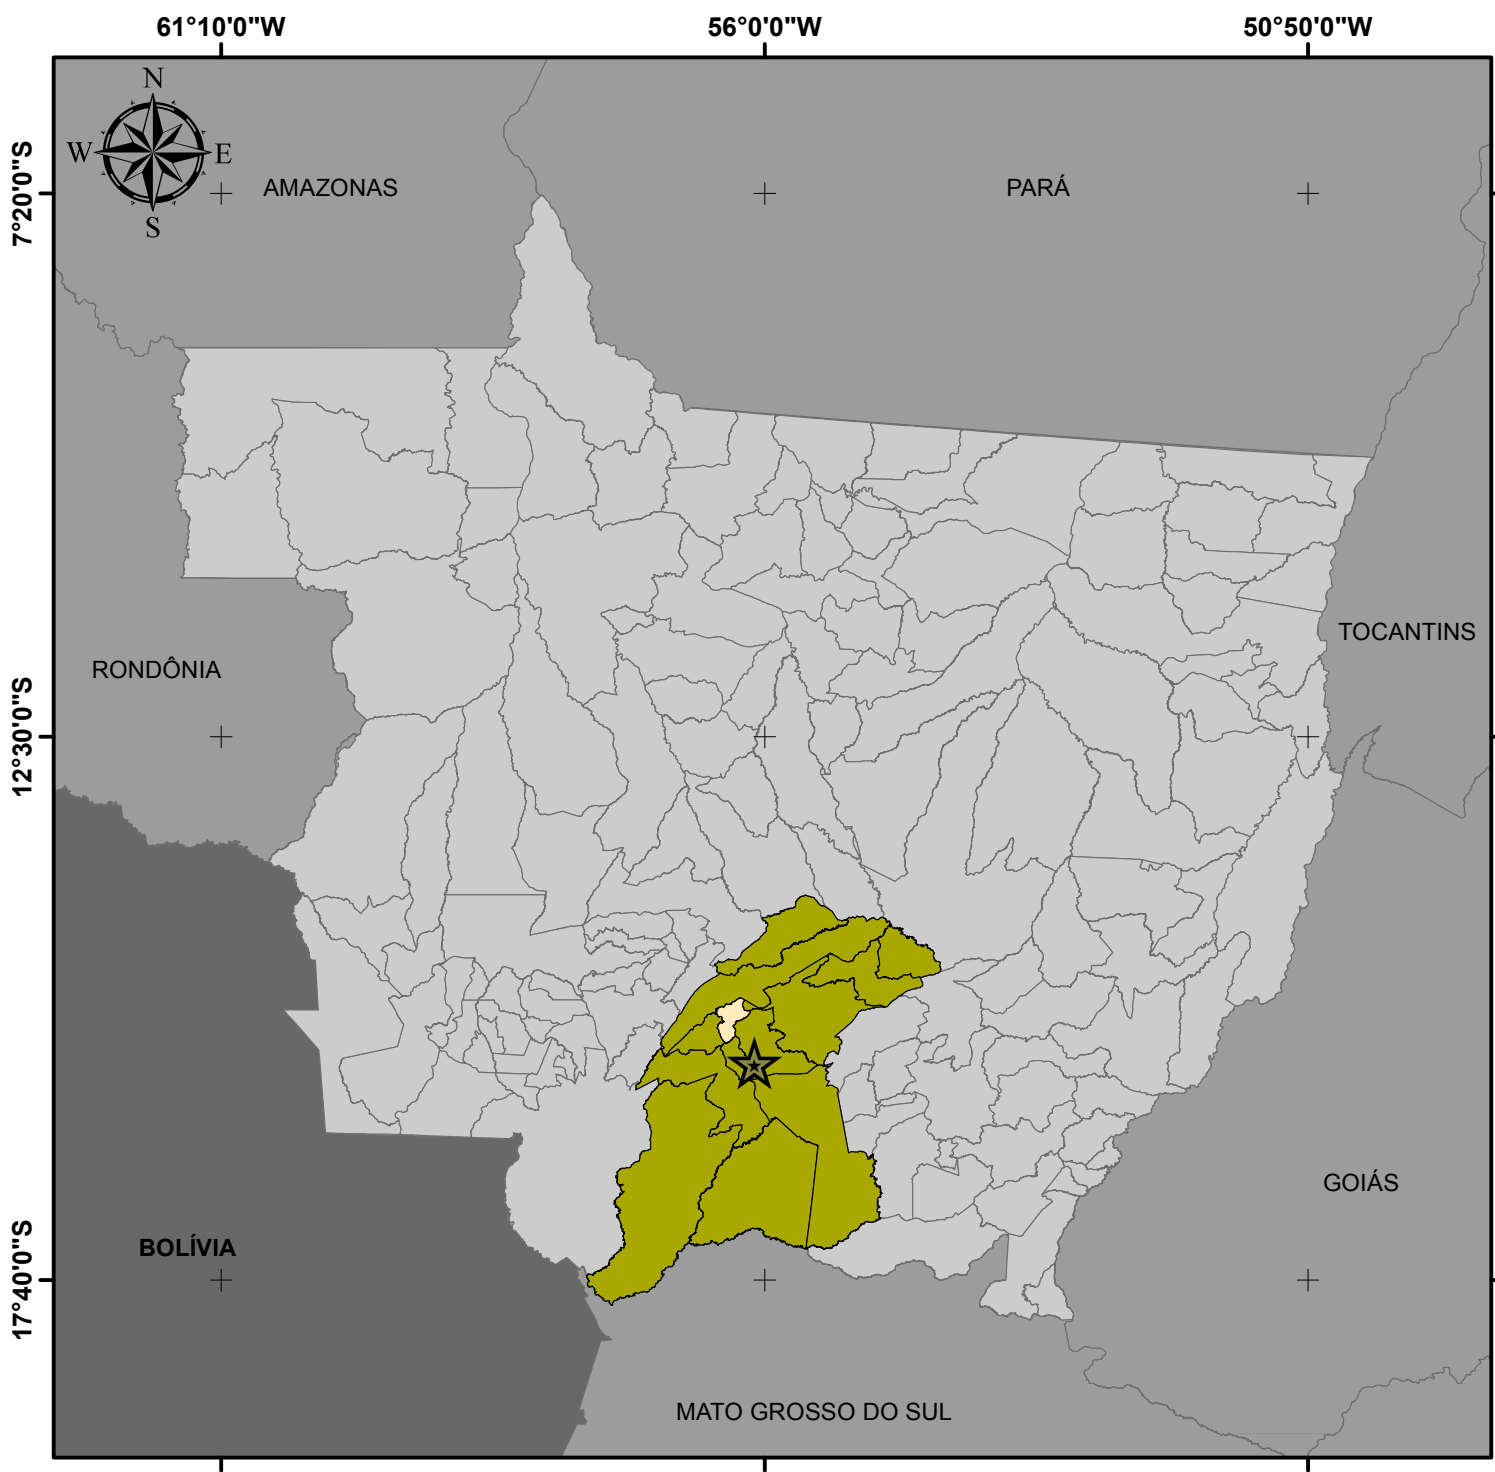 61°10'0"W
56°0'0"W
50°50'0"W
N
W
E
S
7°20'0"S
12°30'0"S
17°40'0"S
AMAZONAS
PARÁ
TOCANTINS
RONDÔNIA
GOIÁS
BOLÍVIA
MATO GROSSO DO SUL